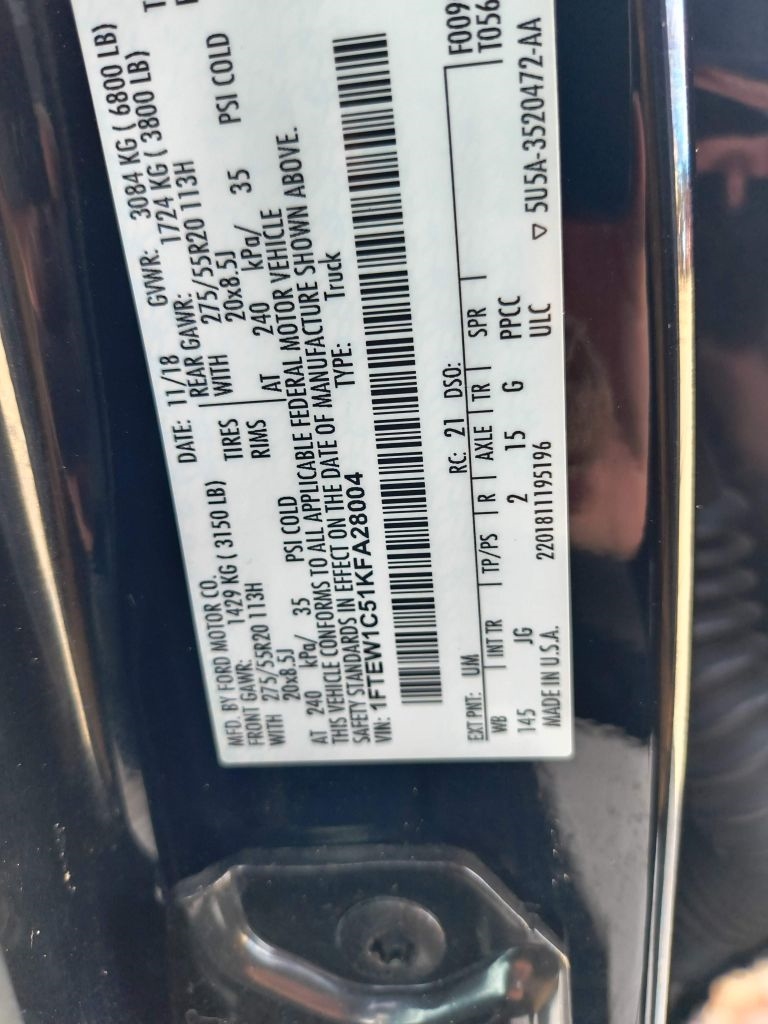 MFD. BY FORD MOTOR CO.
DATE: 11/18 GVWR: 3084 KG ( 6800 LB)
FRONT GAWR: 1429 KG ( 3150 LB) REAR GAWR: 1724 KG ( 3800 LB)
WITH 275/55R20 113H TIRES WITH 275/55R20 113H
20x8.5J RIMS 20x8.5J
AT 240 kPa/ 35 PSI COLD AT 240 kPa/ 35 PSI COLD
THIS VEHICLE CONFORMS TO ALL APPLICABLE FEDERAL MOTOR VEHICLE
SAFETY STANDARDS IN EFFECT ON THE DATE OF MANUFACTURE SHOWN ABOVE.
VIN: 1FTEW1C51KFA28004 TYPE: Truck
F009
T056
EXT PNT: UM RC: 21 DSO:
WB INT TR TP/PS R AXLE TR SPR
145 JG 2 15 G PPCC
ULC
MADE IN U.S.A. 2201811195196 ▽ 5U5A-3520472-AA